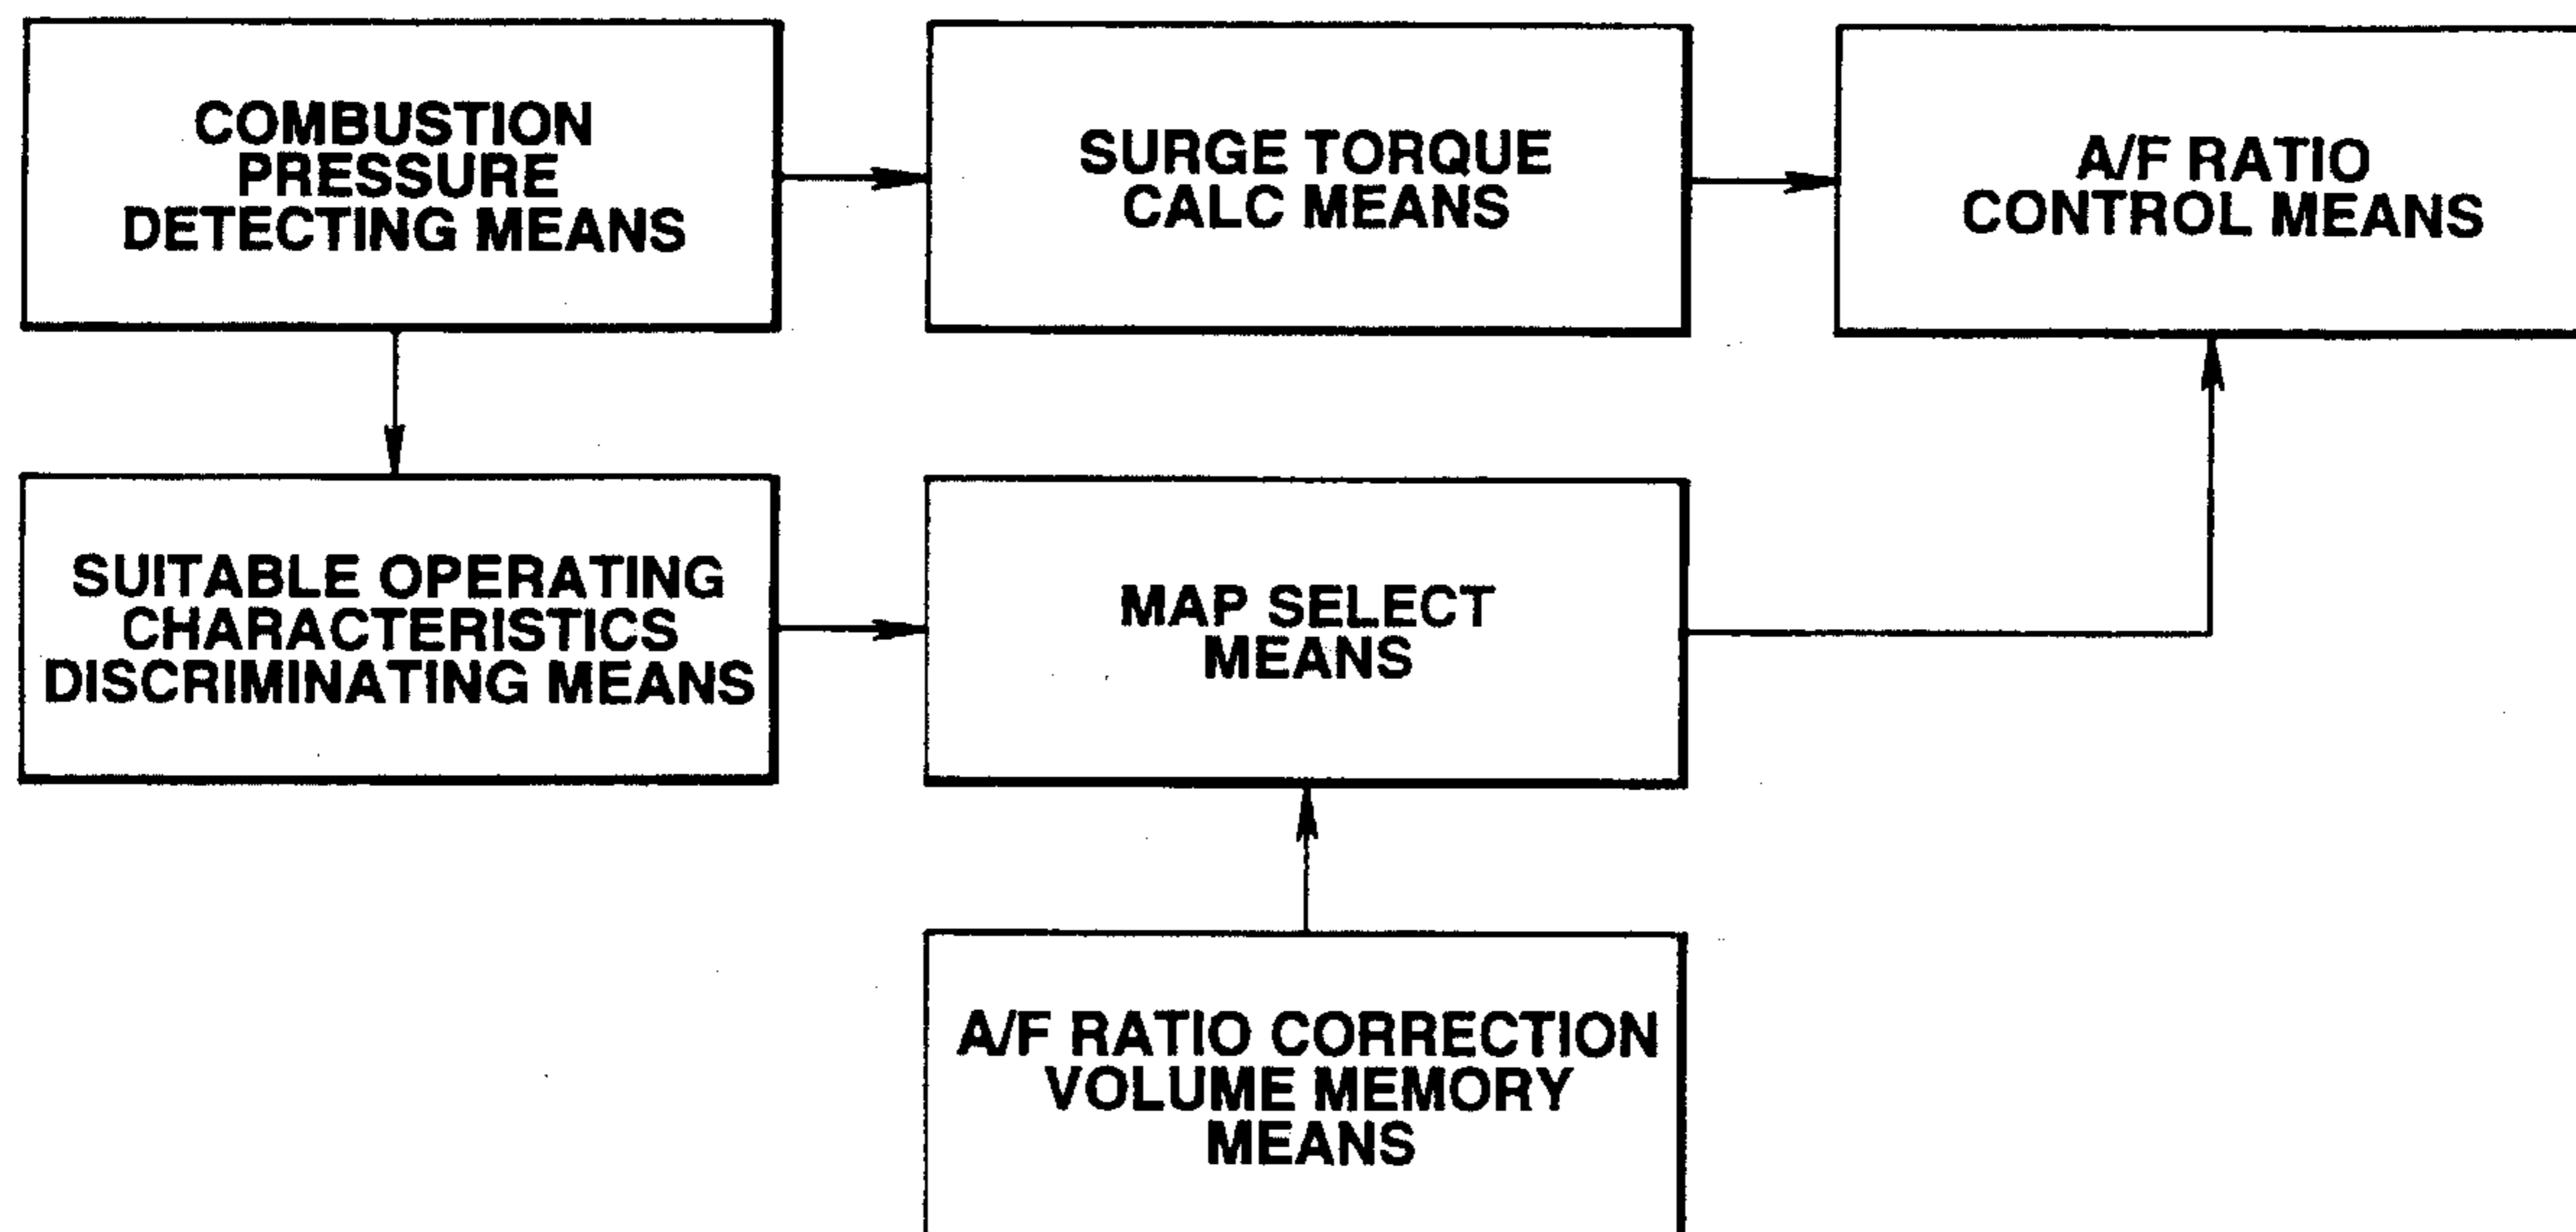 COMBUSTION
PRESSURE
DETECTING MEANS
SURGE TORQUE
CALC MEANS
A/F RATIO
CONTROL MEANS
SUITABLE OPERATING
CHARACTERISTICS
DISCRIMINATING MEANS
MAP SELECT
MEANS
A/F RATIO CORRECTION
VOLUME MEMORY
MEANS